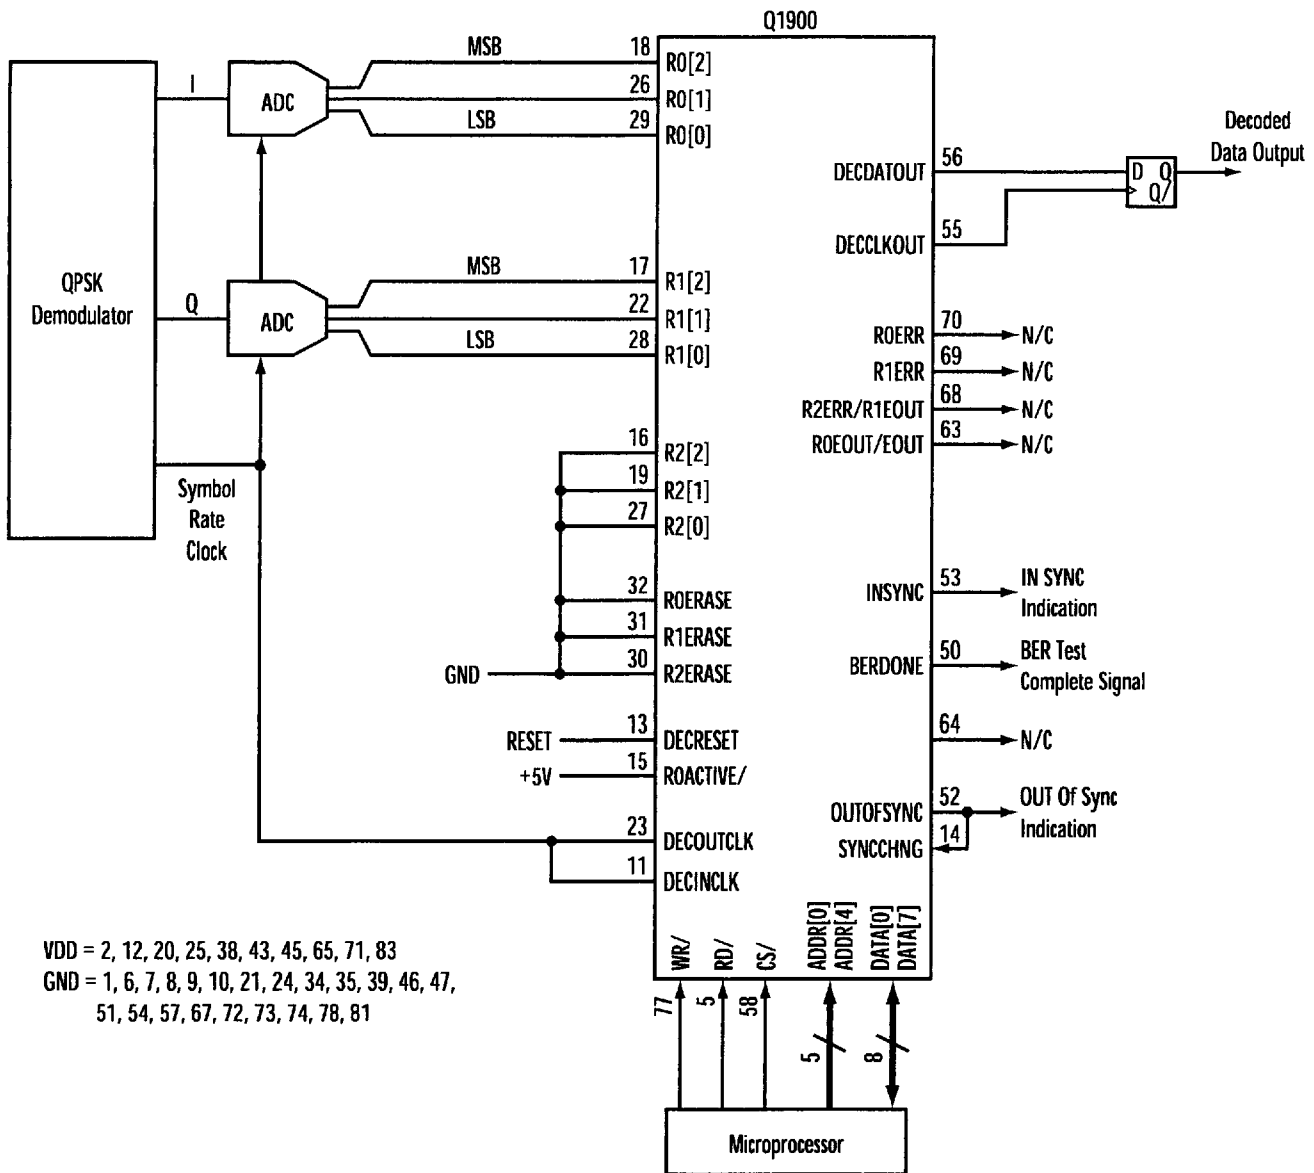 Q1900
QPSK
Demodulator
I
Q
ADC
ADC
Symbol
Rate
Clock
MSB
LSB
MSB
LSB
18 R0[2]
26 R0[1]
29 R0[0]
17 R1[2]
22 R1[1]
28 R1[0]
16 R2[2]
19 R2[1]
27 R2[0]
32 R0ERASE
31 R1ERASE
30 R2ERASE
GND
RESET 13 DECRESET
+5V 15 ROACTIVE/
23 DECOUTCLK
11 DECINCLK
DECDATOUT 56
DECCLKOUT 55
D Q
Q/
Decoded
Data Output
R0ERR 70 N/C
R1ERR 69 N/C
R2ERR/R1EOUT 68 N/C
R0EOUT/EOUT 63 N/C
INSYNC 53 IN SYNC
Indication
BERDONE 50 BER Test
Complete Signal
64 N/C
OUTOFSYNC 52 OUT Of Sync
Indication
SYNCCHNG 14
WR/
RD/
CS/
ADDR[0]
ADDR[4]
DATA[0]
DATA[7]
77
5
58
5
8
Microprocessor
VDD = 2, 12, 20, 25, 38, 43, 45, 65, 71, 83
GND = 1, 6, 7, 8, 9, 10, 21, 24, 34, 35, 39, 46, 47,
51, 54, 57, 67, 72, 73, 74, 78, 81